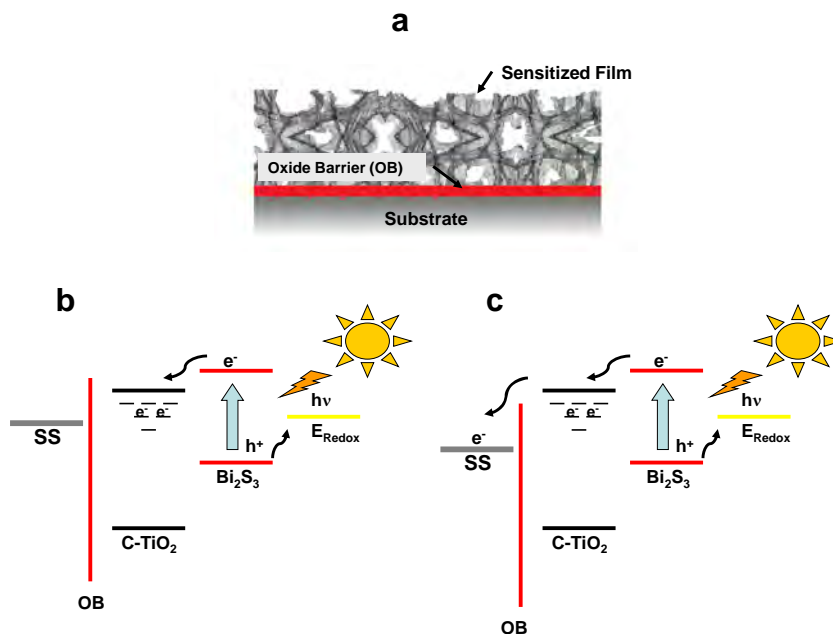 a
Sensitized Film
Oxide Barrier (OB)
Substrate
b
e⁻
hν
e⁻ e⁻
SS
h⁺
E_Redox
Bi₂S₃
C-TiO₂
OB
c
e⁻
hν
e⁻ e⁻
e⁻
SS
h⁺
E_Redox
Bi₂S₃
C-TiO₂
OB